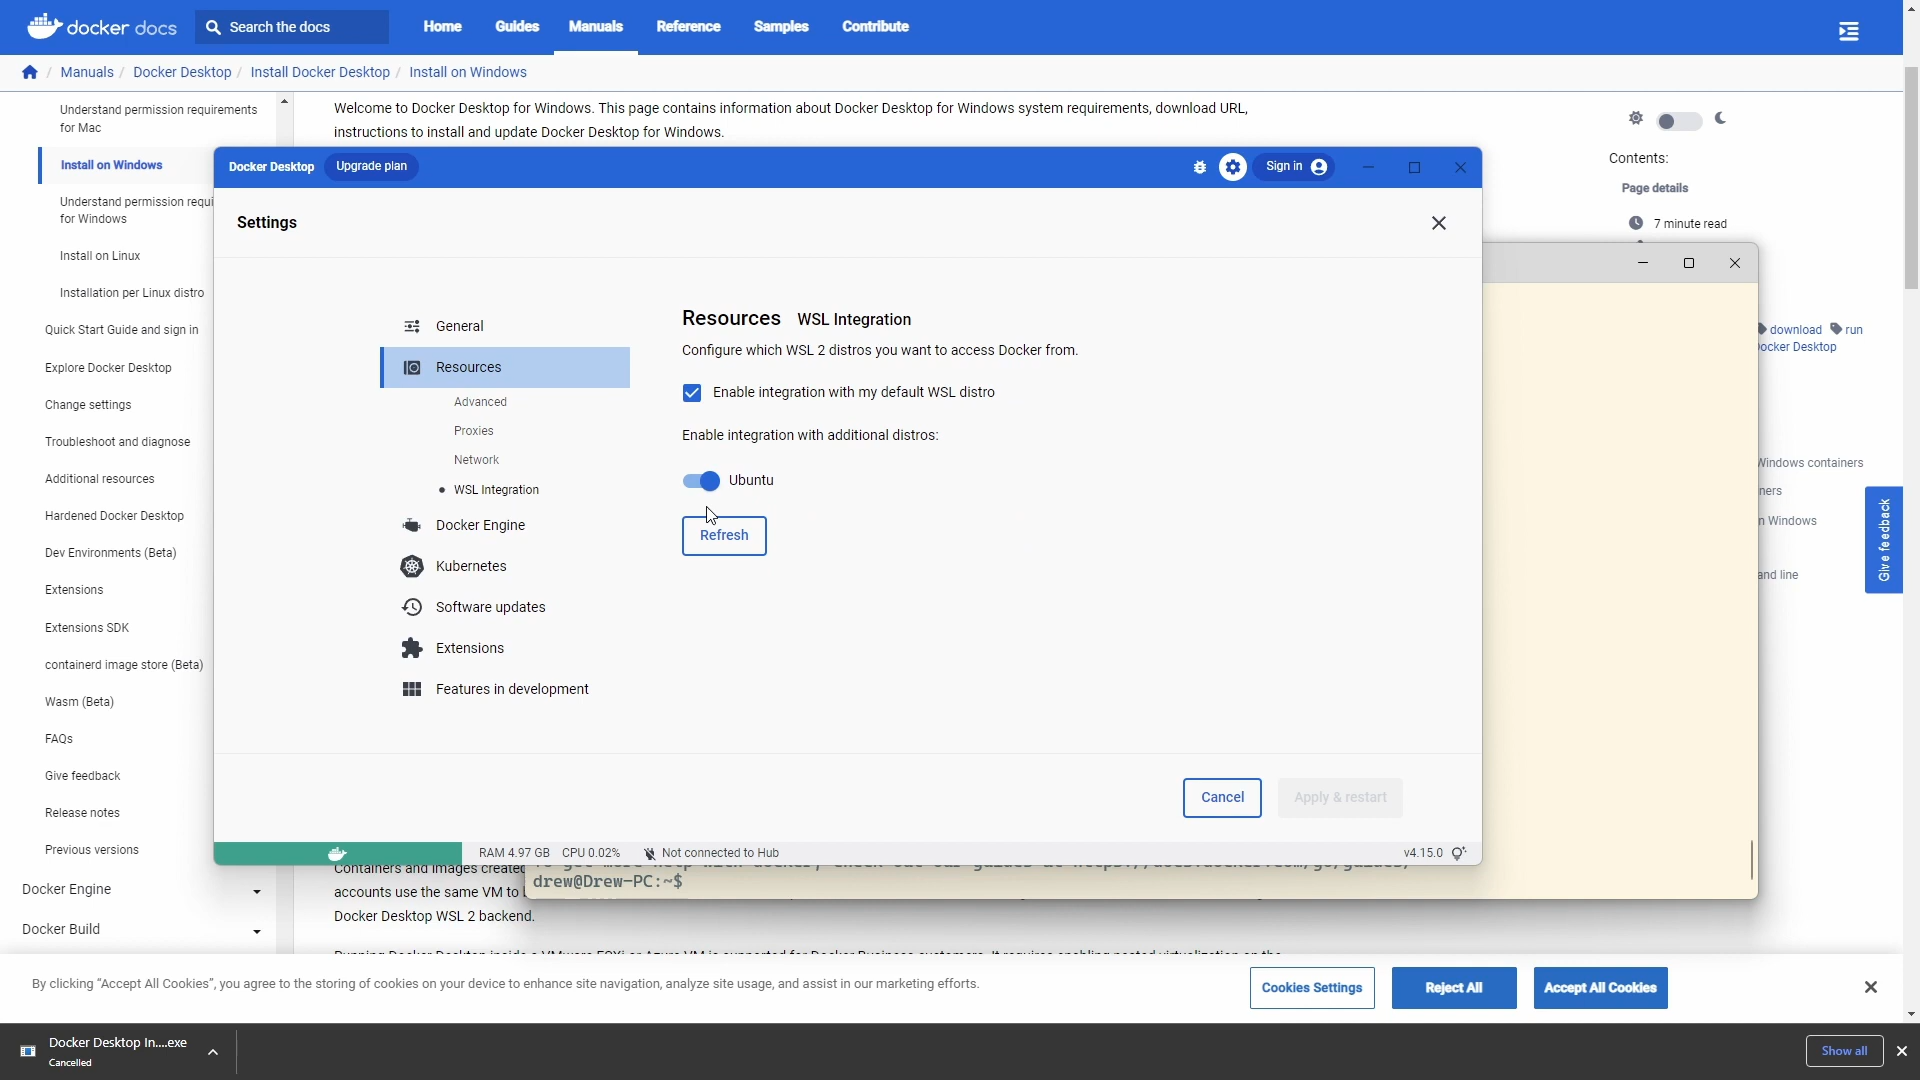 docker docs
Search the docs
Home
Guides
Manuals
Reference
Samples
Contribute
/ Manuals / Docker Desktop / Install Docker Desktop / Install on Windows
Understand permission requirements
for Mac
Install on Windows
Understand permission requi
for Windows
Install on Linux
Installation per Linux distro
Quick Start Guide and sign in
Explore Docker Desktop
Change settings
Troubleshoot and diagnose
Additional resources
Hardened Docker Desktop
Dev Environments (Beta)
Extensions
Extensions SDK
containerd image store (Beta)
Wasm (Beta)
FAQs
Give feedback
Release notes
Previous versions
Docker Engine
Docker Build
Welcome to Docker Desktop for Windows. This page contains information about Docker Desktop for Windows system requirements, download URL,
instructions to install and update Docker Desktop for Windows.
Contents:
Page details
7 minute read
download run
ocker Desktop
Windows containers
ners
n Windows
and line
Give feedback
Docker Desktop
Upgrade plan
Sign in
Settings
General
Resources
Advanced
Proxies
Network
WSL Integration
Docker Engine
Kubernetes
Software updates
Extensions
Features in development
Resources WSL Integration
Configure which WSL 2 distros you want to access Docker from.
Enable integration with my default WSL distro
Enable integration with additional distros:
Ubuntu
Refresh
Cancel
Apply & restart
RAM 4.97 GB CPU 0.02% Not connected to Hub
v4.15.0
Containers and images created
drew@Drew-PC:~$
accounts use the same VM to
Docker Desktop WSL 2 backend.
By clicking “Accept All Cookies”, you agree to the storing of cookies on your device to enhance site navigation, analyze site usage, and assist in our marketing efforts.
Cookies Settings
Reject All
Accept All Cookies
Docker Desktop In....exe
Cancelled
Show all